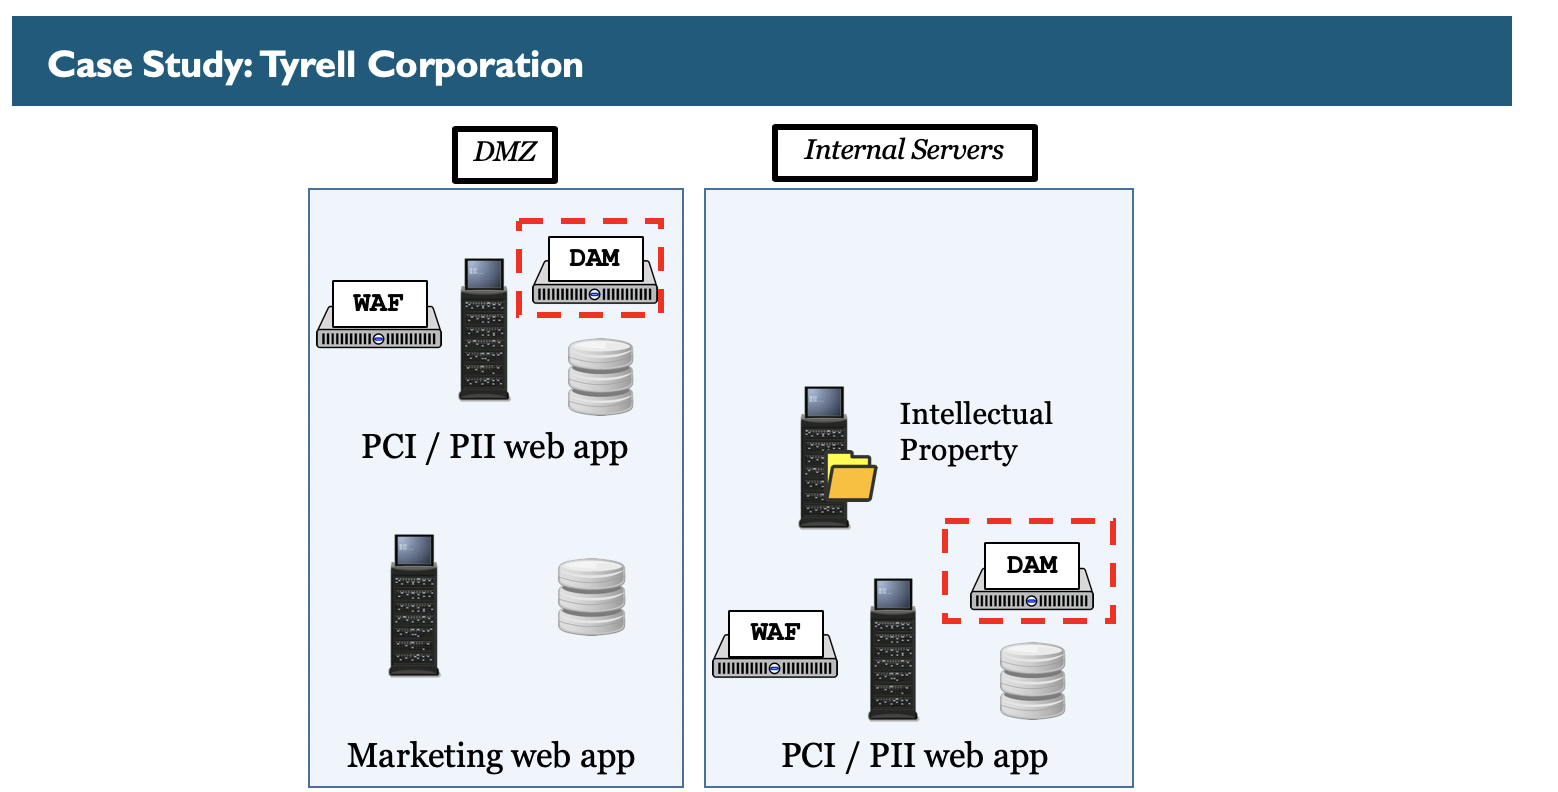 Case Study: Tyrell Corporation
DMZ
Internal Servers
DAM
WAF
PCI / PII web app
Intellectual
Property
DAM
WAF
Marketing web app
PCI / PII web app